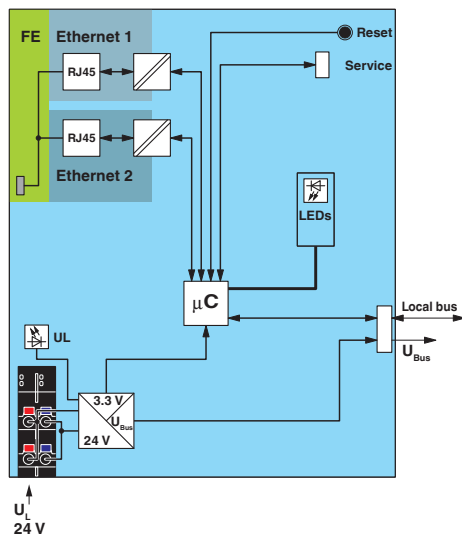 FE Ethernet 1
Reset
RJ45
Service
RJ45
Ethernet 2
LEDs
µC
Local bus
UBus
UL
3.3 V
UBus
24 V
UL
24 V